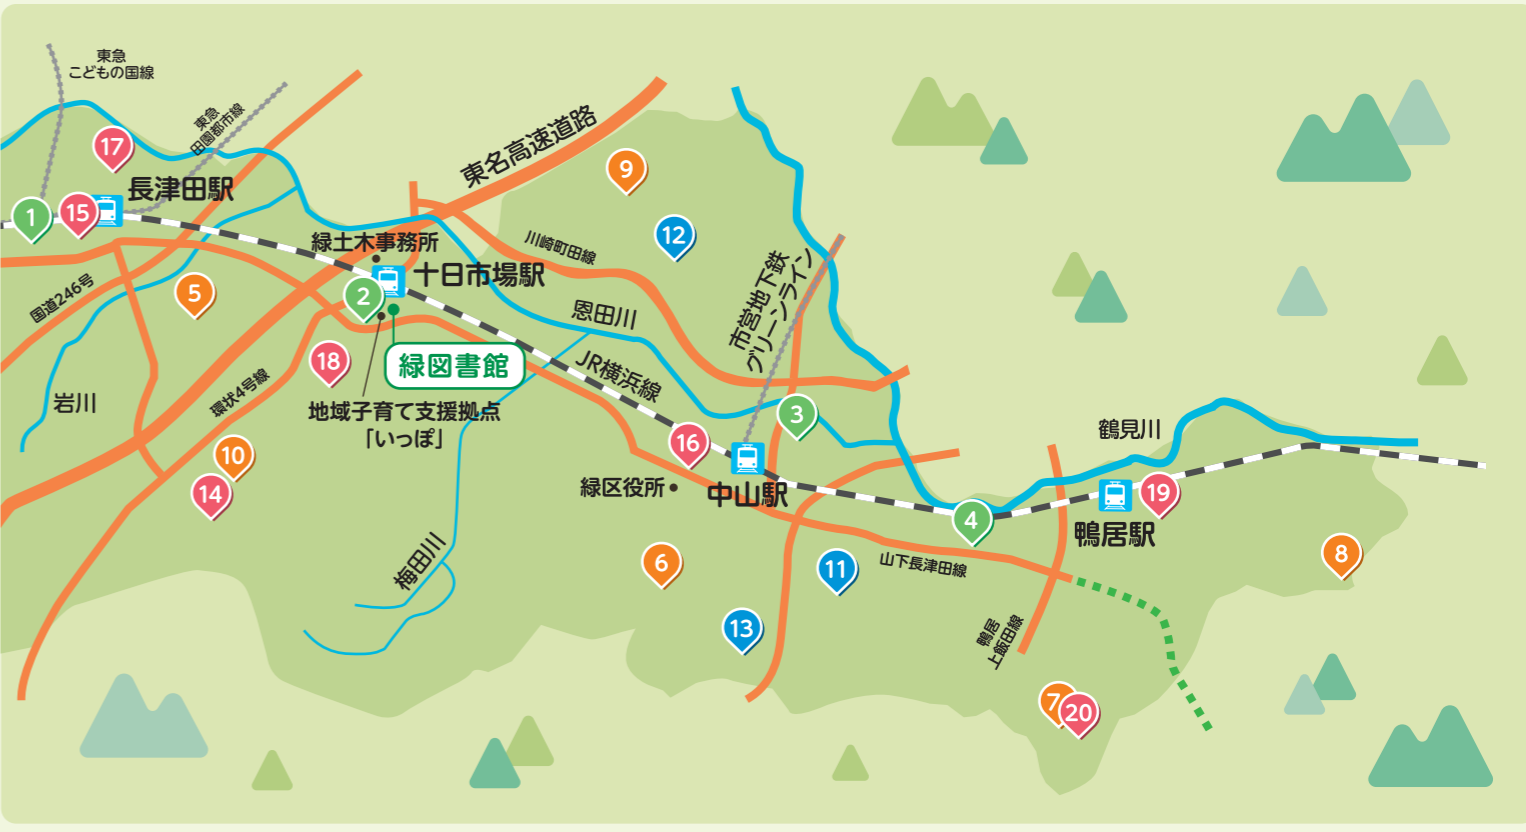 東急
こどもの国線
東急
田園都市線
17
長津田駅
1
15
東名高速道路
9
12
緑土木事務所
川崎町田線
十日市場駅
市営地下鉄
グリーンライン
国道246号
5
2
恩田川
緑図書館
18
JR横浜線
岩川
環状4号線
地域子育て支援拠点
「いっぽ」
3
鶴見川
16
10
14
緑区役所
中山駅
4
19
鴨居駅
梅田川
6
11
山下長津田線
8
13
鴨居
上飯田線
7
20